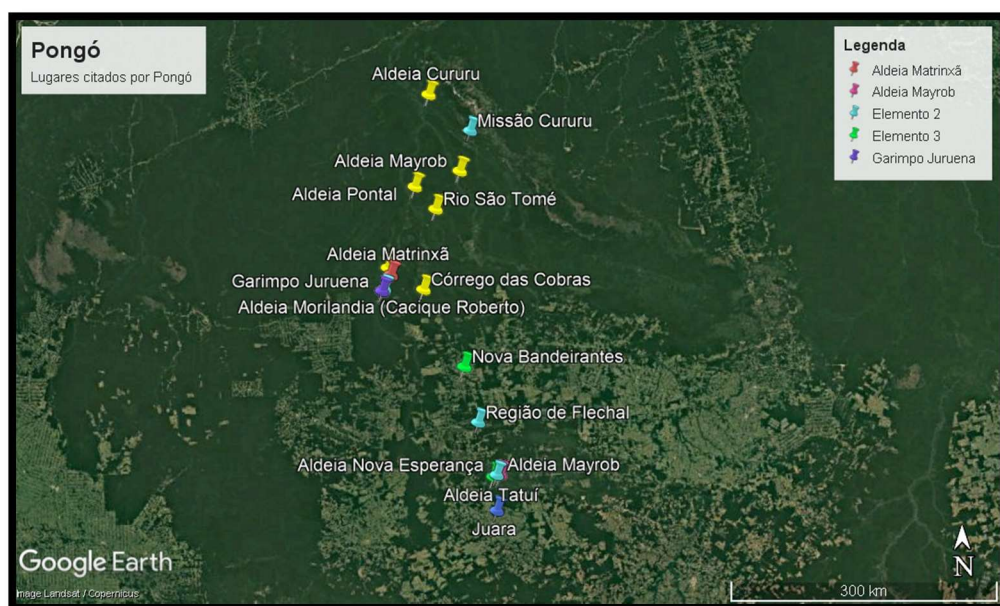 Pongó
Lugares citados por Pongó
Legenda
Aldeia Matrinxã
Aldeia Mayrob
Elemento 2
Elemento 3
Garimpo Juruena
Aldeia Cururu
Missão Cururu
Aldeia Mayrob
Aldeia Pontal
Rio São Tomé
Aldeia Matrinxã
Garimpo Juruena
Córrego das Cobras
Aldeia Morilandia (Cacique Roberto)
Nova Bandeirantes
Região de Flechal
Aldeia Nova Esperança
Aldeia Mayrob
Aldeia Tatuí
Juara
Google Earth
Image Landsat / Copernicus
N
300 km